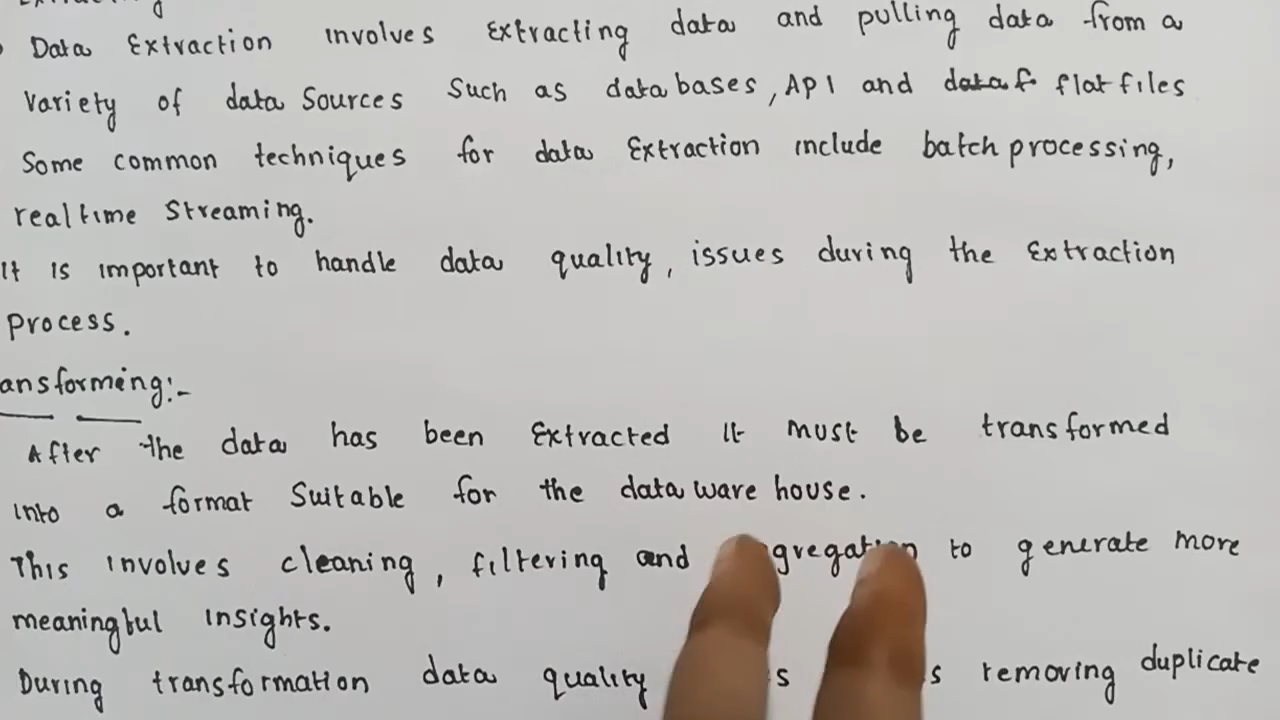 Data Extraction involves extracting data and pulling data from a
variety of data sources such as databases, API and flat files
Some common techniques for data Extraction include batch processing,
realtime streaming.
It is important to handle data quality, issues during the Extraction
process.
ansforming:-
After the data has been Extracted It must be transformed
Into a format suitable for the data ware house.
This involves cleaning, filtering and to generate more
meaningful insights.
During transformation data quality removing duplicate